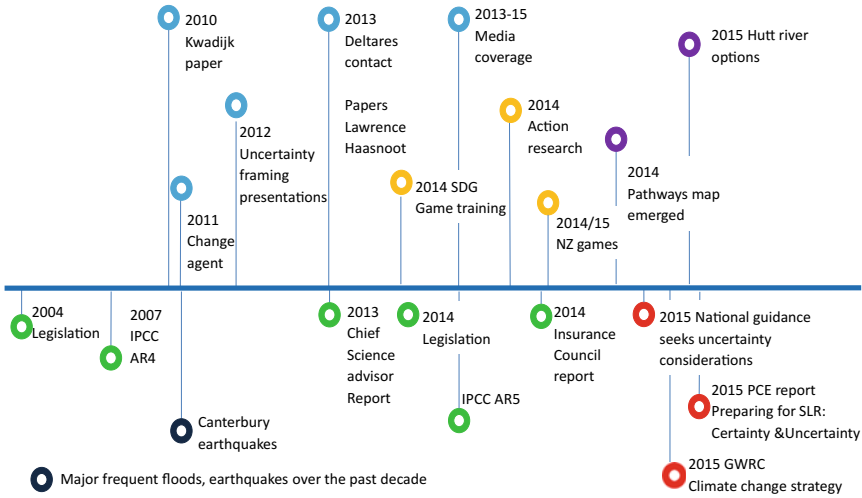 2010
Kwadijk
paper
2013
Deltares
contact
Papers
Lawrence
Haasnoot
2013-15
Media
coverage
2015 Hutt river
options
2012
Uncertainty
framing
presentations
2014
Action
research
2011
Change
agent
2014 SDG
Game training
2014/15
NZ games
2014
Pathways map
emerged
2004
Legislation
2007
IPCC
AR4
2013
Chief
Science
advisor
Report
2014
Legislation
IPCC AR5
2014
Insurance
Council
report
2015 National guidance
seeks uncertainty
considerations
2015 PCE report
Preparing for SLR:
Certainty &Uncertainty
Canterbury
earthquakes
2015 GWRC
Climate change strategy
Major frequent floods, earthquakes over the past decade